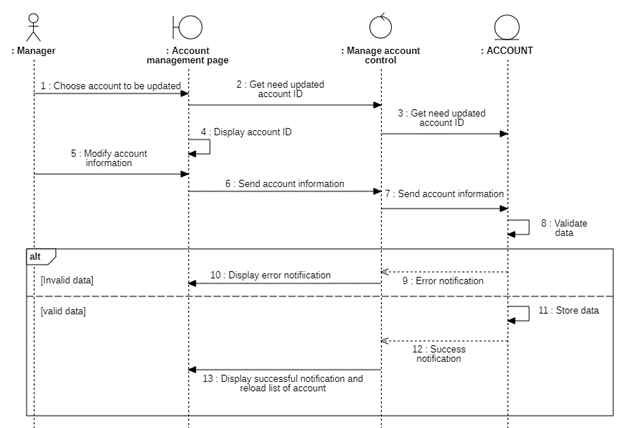 : Manager
: Account
management page
: Manage account
control
: ACCOUNT
1 : Choose account to be updated
2 : Get need updated
account ID
3 : Get need updated
account ID
4 : Display account ID
5 : Modify account
information
6 : Send account information
7 : Send account information
8 : Validate
data
alt
[Invalid data]
10 : Display error notifiication
9 : Error notification
[valid data]
11 : Store data
12 : Success
notification
13 : Display successful notification and
reload list of account